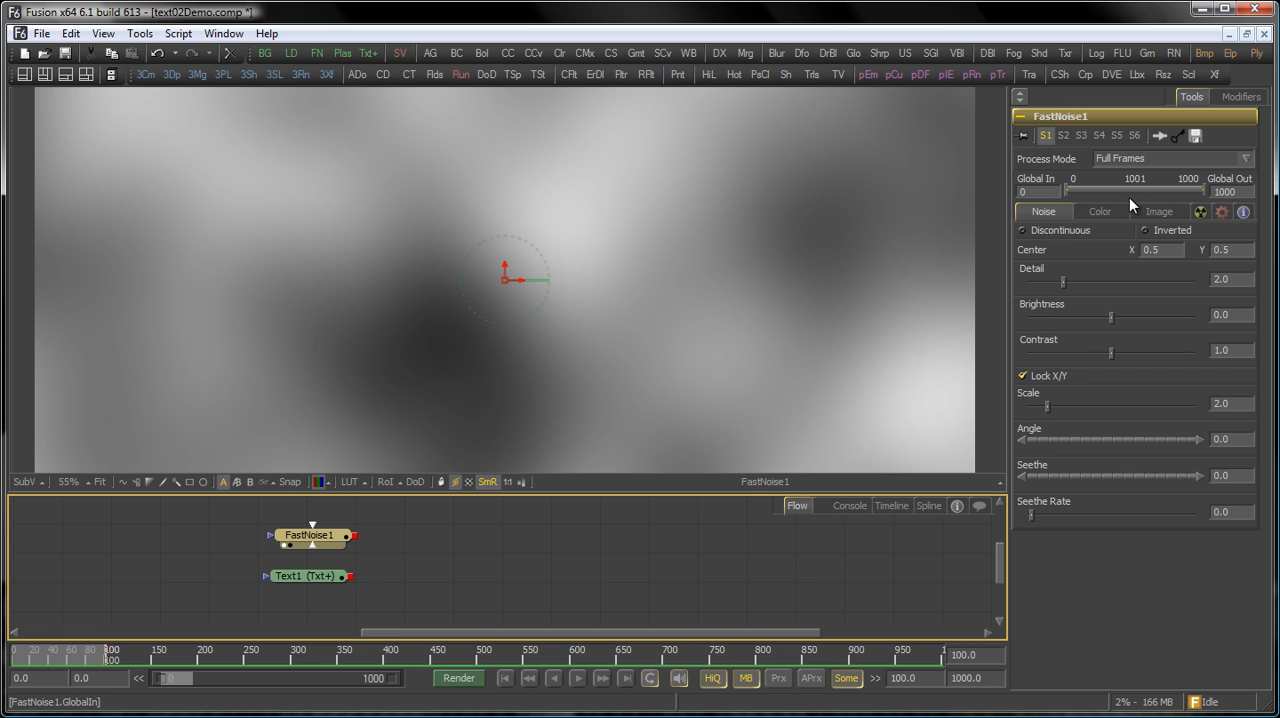 Fusion x64 6.1 build 613 - [text02Demo.comp *]
File Edit View Tools Script Window Help
BG LD FN Plas Txt+ SV AG BC Bol CC CCv Clr CMx CS Gmt SCv WB DX Mrg Blur Dfo DrBl Glo Shrp US SGl VBl DBl Fog Shd Txr Log FLU Grn RN Bmp Elp Ply
3Cm 3Dp 3Mg 3PL 3Sh 3SL 3Rn 3Xf ADo CD CT Flds Run DoD TSp TSt CFlt ErDl Fltr RFlt Pnt HiL Hot PsCl Sh Trls TV pEm pCu pDF pIE pRn pTr Tra CSh Crp DVE Lbx Rsz Scl Xf
Tools Modifiers
FastNoise1
S1 S2 S3 S4 S5 S6
Process Mode Full Frames
Global In 0 1001 1000 Global Out
0 1000
Noise Color Image
Discontinuous Inverted
Center X 0.5 Y 0.5
Detail 2.0
Brightness 0.0
Contrast 1.0
Lock X/Y
Scale 2.0
Angle 0.0
Seethe 0.0
Seethe Rate 0.0
SubV 55% Fit A B Snap LUT RoI DoD SmR 1:1 FastNoise1
Flow Console Timeline Spline
FastNoise1
Text1 (Txt+)
0 20 40 60 80 100 150 200 250 300 350 400 450 500 550 600 650 700 750 800 850 900 950 1
100
100.0
0.0 0.0 << 1000 Render HiQ MB Prx APrx Some >> 100.0 1000.0
[FastNoise1.GlobalIn] 2% - 166 MB Idle